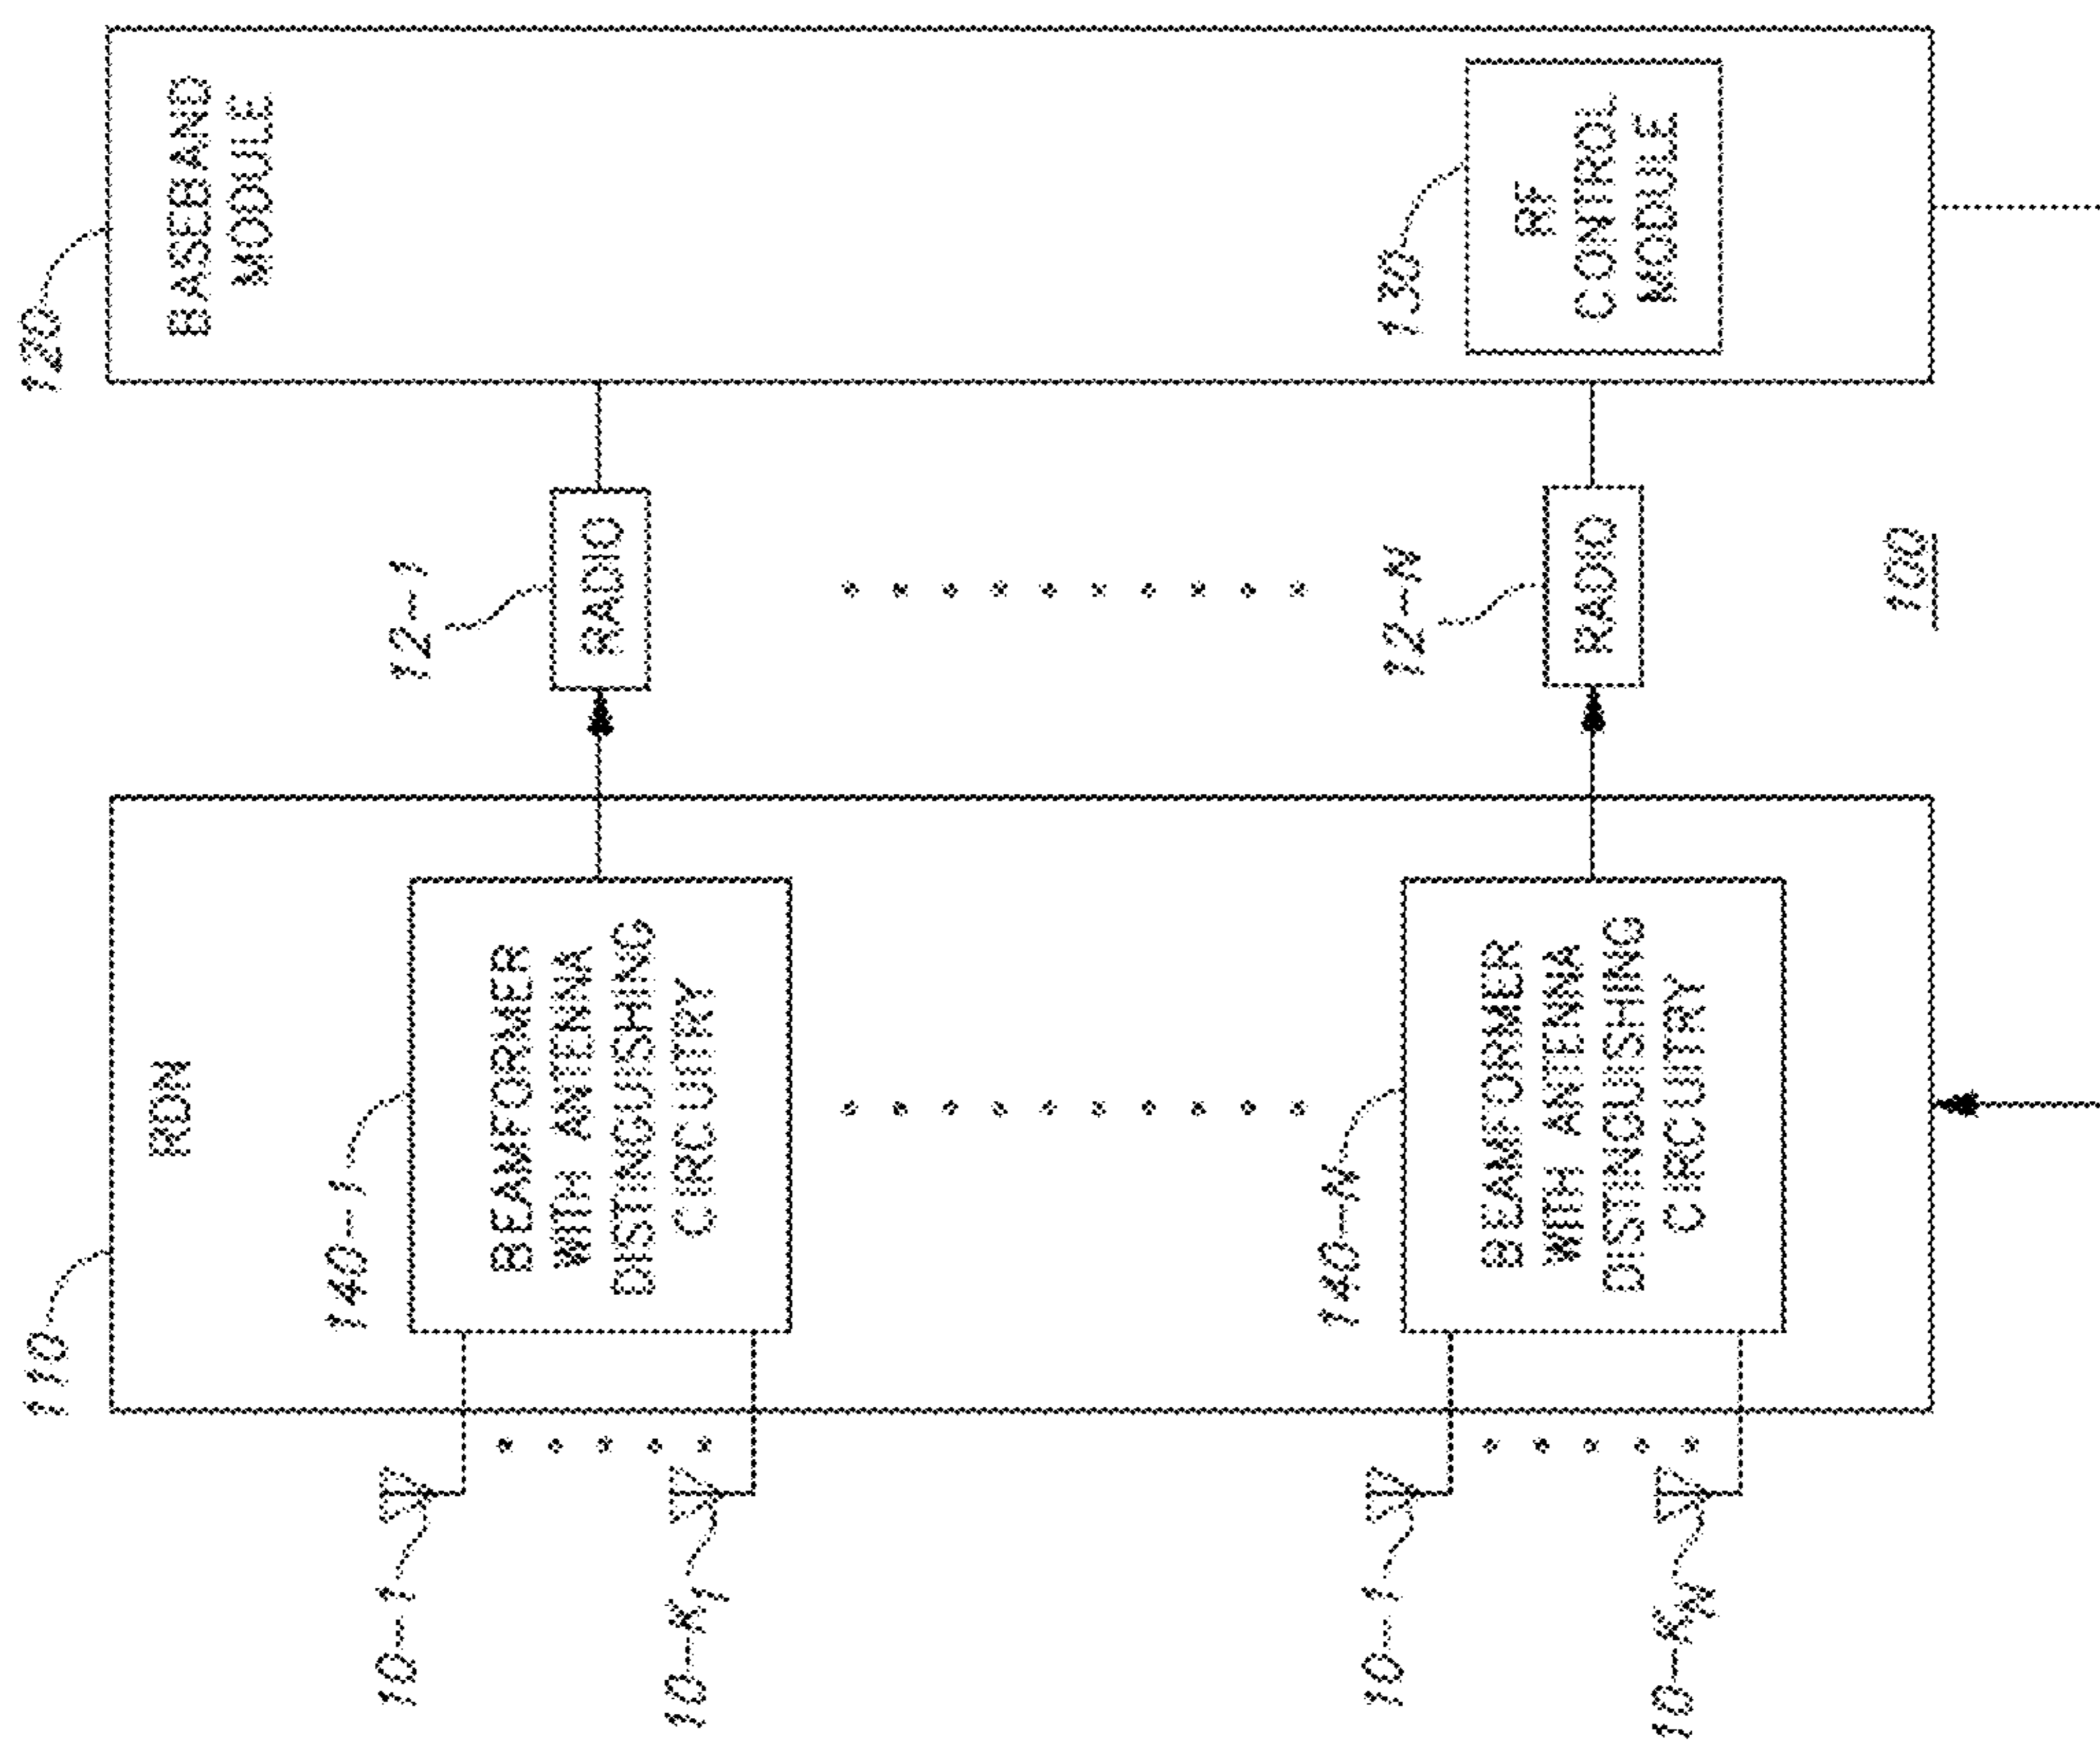 120
BASEBAND
MODULE
130
RF
CONTROL
MODULE
12-1
RADIO
12-N
RADIO
100
110
RDN
140-1
BEAMFORMER
WITH ANTENNA
DISTINGUISHING
CIRCUITRY
140-N
BEAMFORMER
WITH ANTENNA
DISTINGUISHING
CIRCUITRY
10-1
10-K1
10-1
10-KN